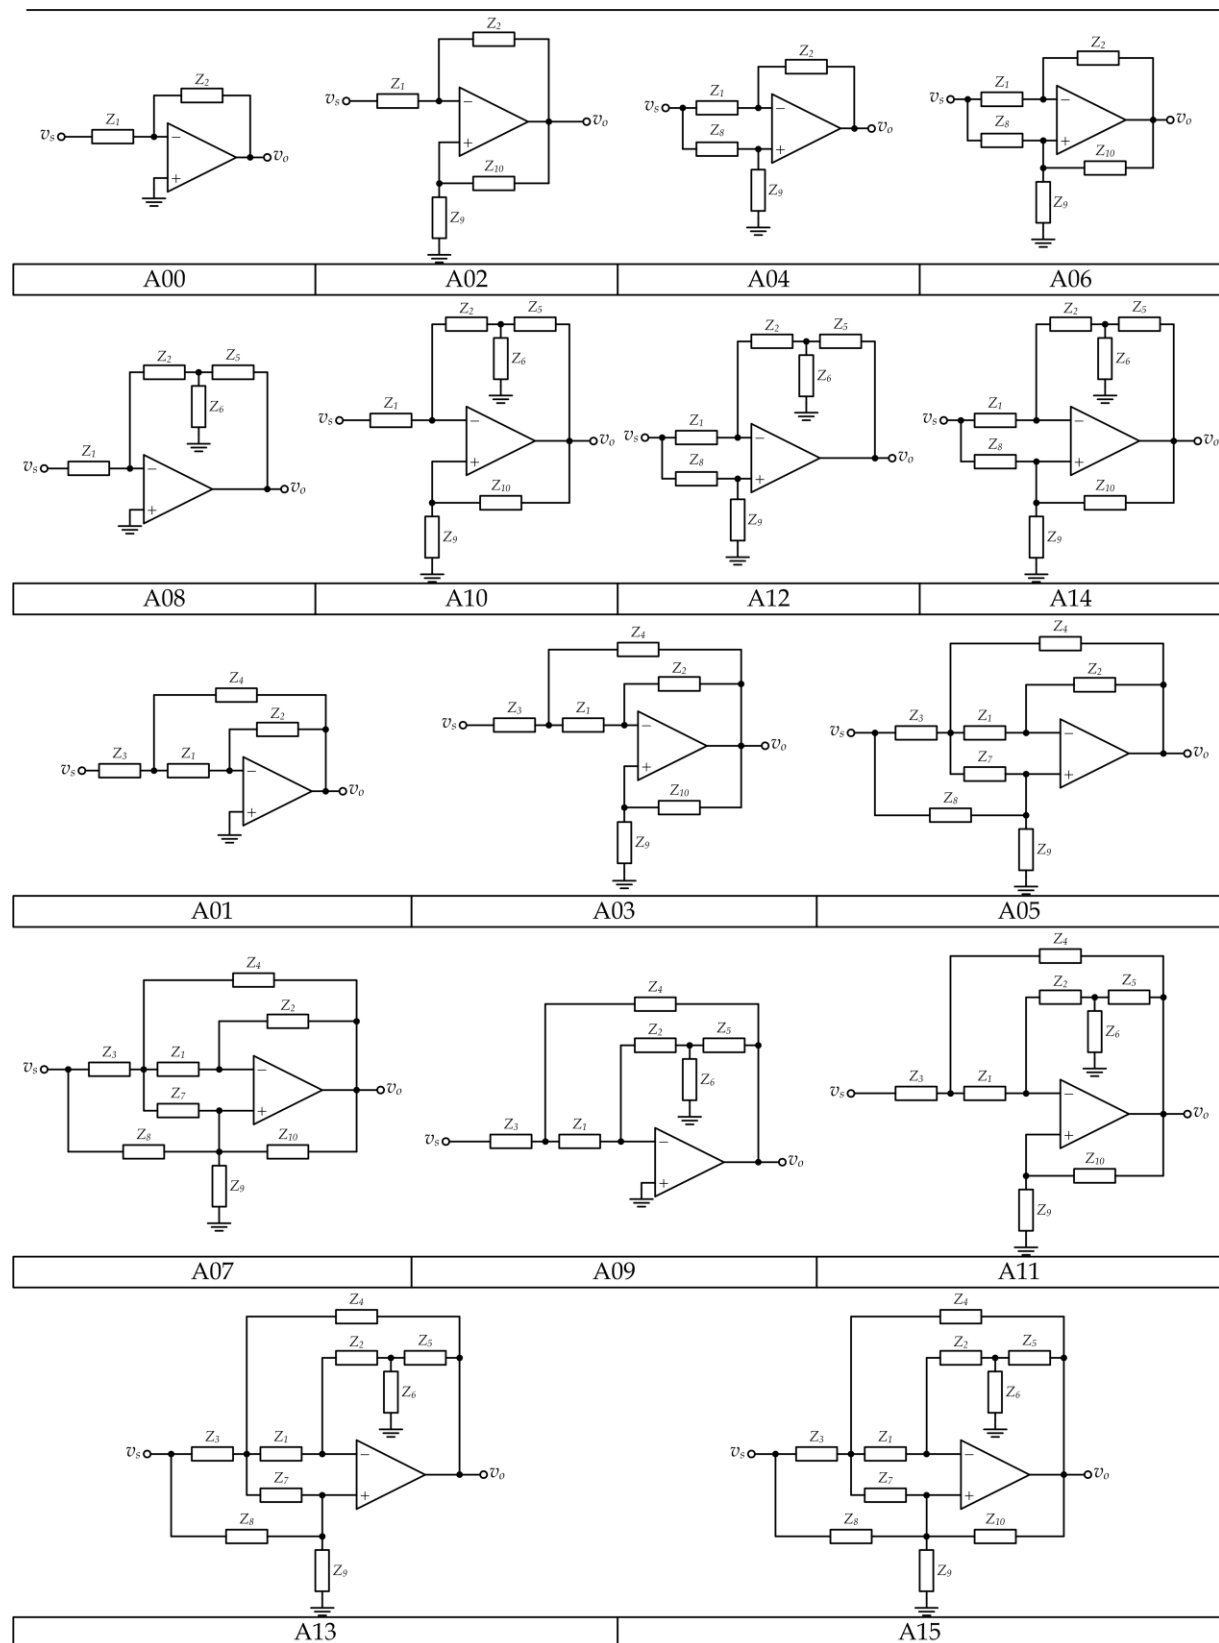 Z2
Z1
vs
−
+
vo
Z2
Z1
vs
−
+
vo
Z10
Z9
Z2
Z1
vs
−
Z8
+
vo
Z9
Z2
Z1
vs
−
Z8
+
vo
Z10
Z9
A00 A02 A04 A06
Z2 Z5
Z6
Z1
vs
−
+
vo
Z2 Z5
Z6
Z1
vs
−
+
vo
Z10
Z9
Z2 Z5
Z6
Z1
vs
−
Z8
+
vo
Z9
Z2 Z5
Z6
Z1
vs
−
Z8
+
vo
Z10
Z9
A08 A10 A12 A14
Z4
Z2
Z3 Z1
vs
−
+
vo
Z4
Z2
Z3 Z1
vs
−
+
vo
Z10
Z9
Z4
Z2
Z3 Z1
vs
−
Z7
+
vo
Z8
Z9
A01 A03 A05
Z4
Z2
Z3 Z1
vs
−
Z7
+
vo
Z8 Z10
Z9
Z4
Z2 Z5
Z6
Z3 Z1
vs
−
+
vo
Z4
Z2 Z5
Z6
Z3 Z1
vs
−
+
vo
Z10
Z9
A07 A09 A11
Z4
Z2 Z5
Z6
Z3 Z1
vs
−
Z7
+
vo
Z8
Z9
Z4
Z2 Z5
Z6
Z3 Z1
vs
−
Z7
+
vo
Z8 Z10
Z9
A13 A15